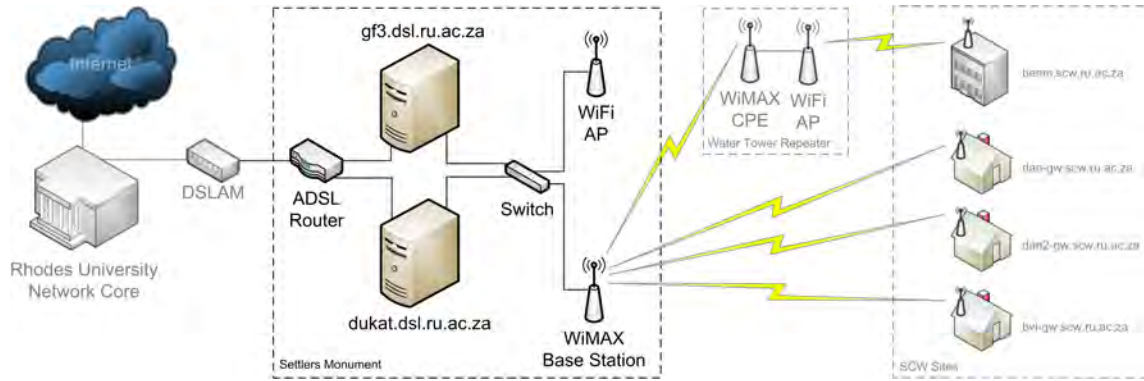 Internet
Rhodes University
Network Core
DSLAM
ADSL
Router
gf3.dsl.ru.ac.za
dukat.dsl.ru.ac.za
Switch
WiFi
AP
WiMAX
Base Station
Settlers Monument
WiMAX
CPE
WiFi
AP
Water Tower Repeater
.scw.ru.ac.za
dan-gw.scw.ru.ac.za
dan2-gw.scw.ru.ac.za
bvi-gw.scw.ru.ac.za
SCW Sites